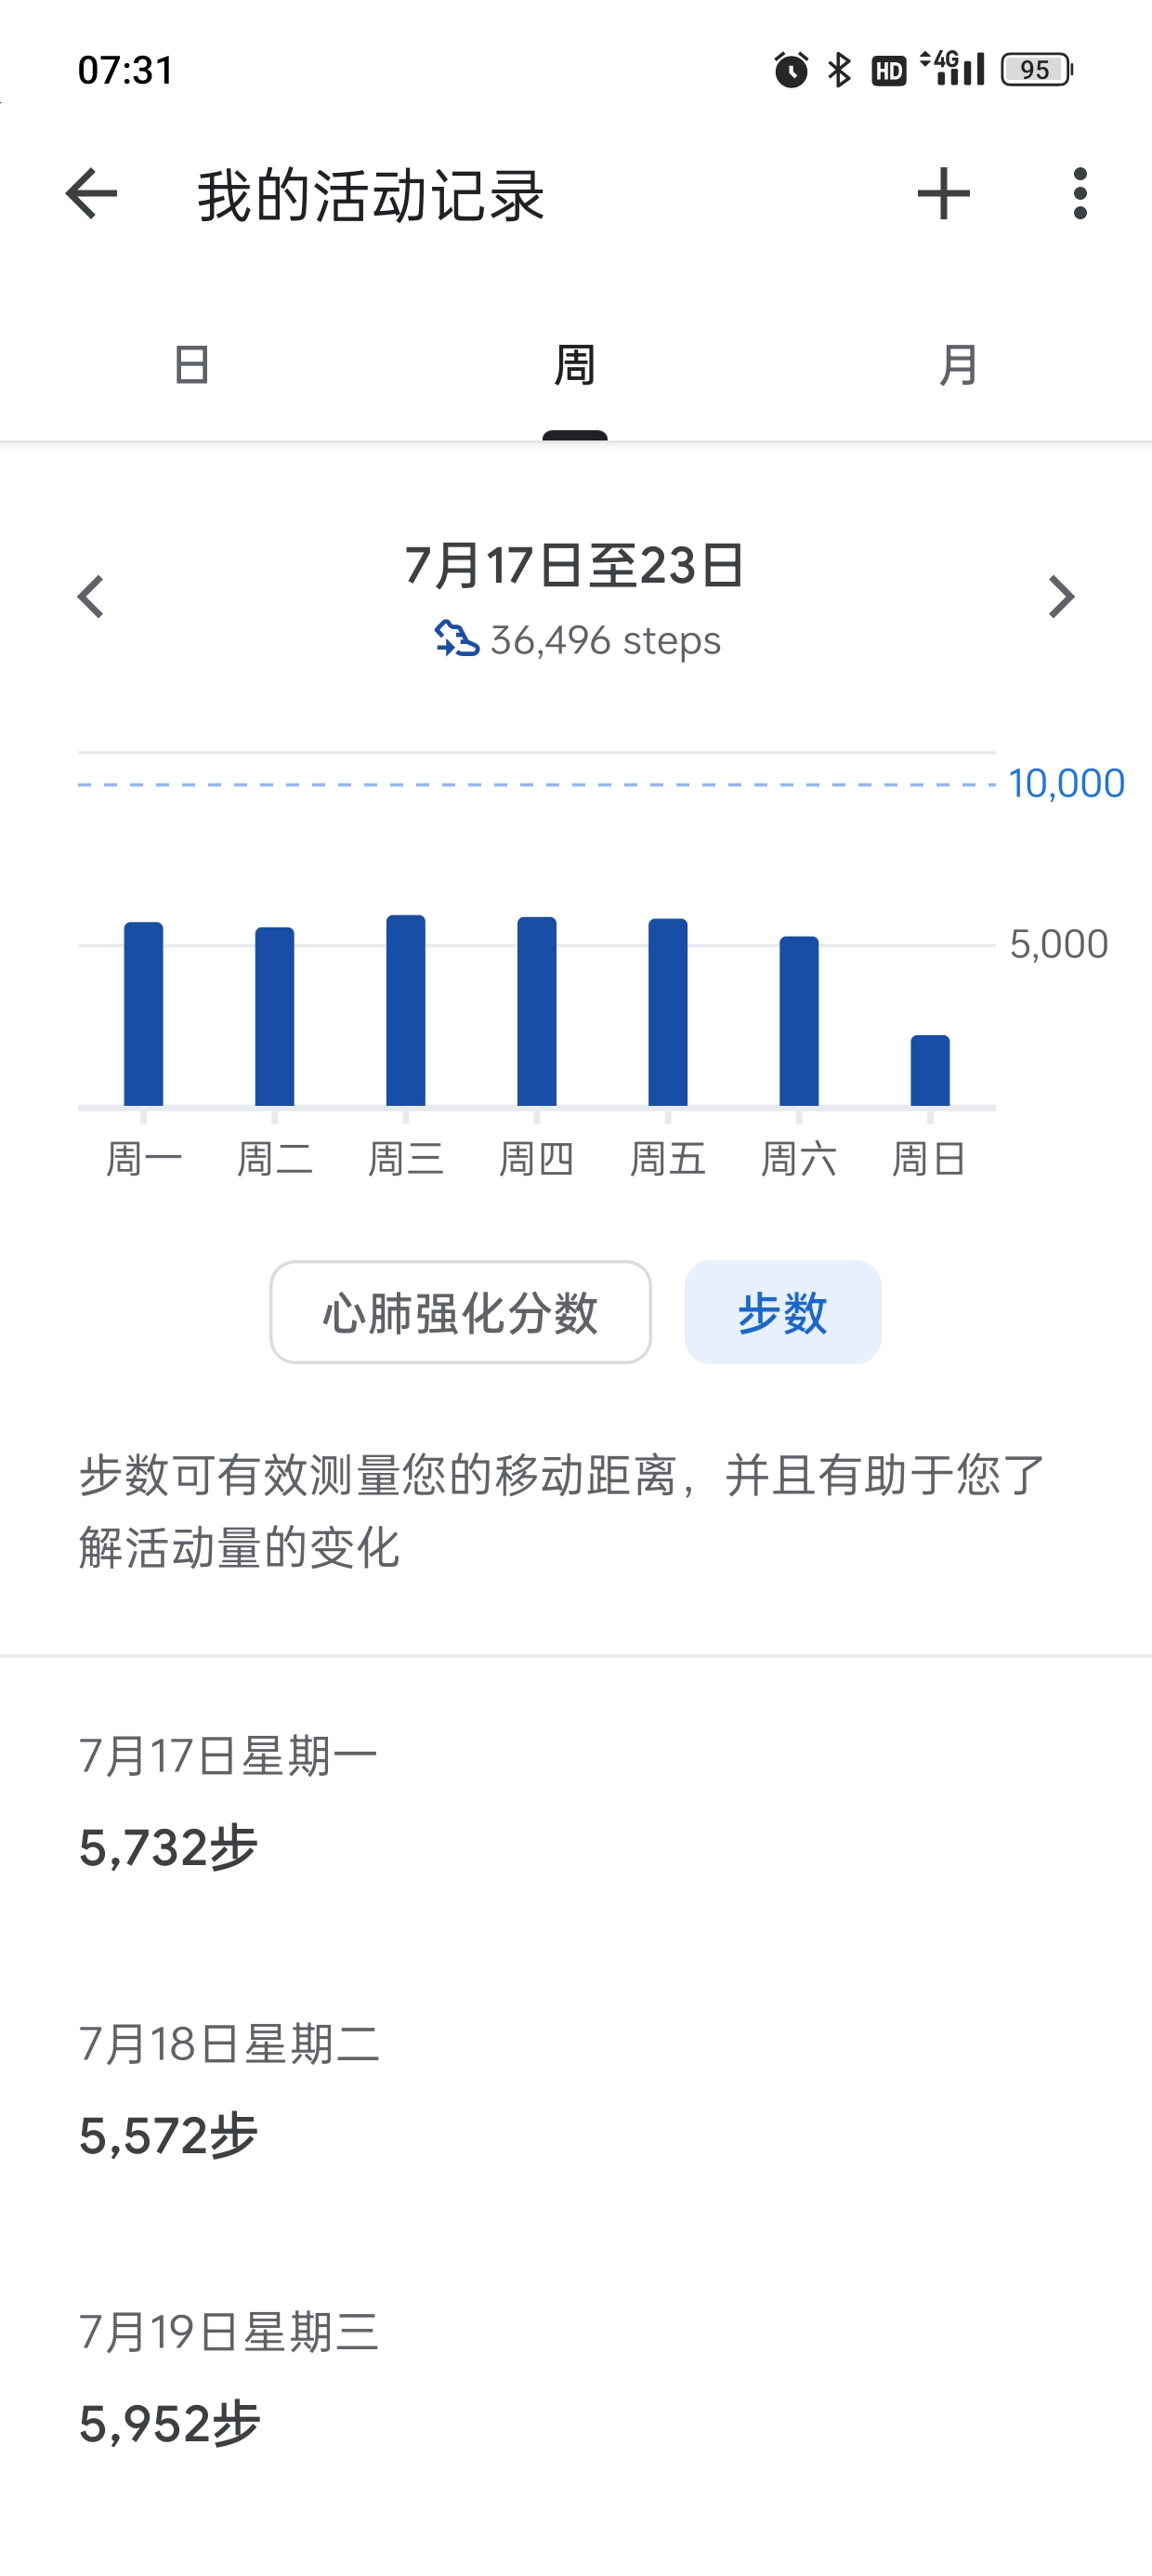 07:31
HD 4G 95
我的活动记录
日 周 月
7月17日至23日
36,496 steps
10,000
5,000
周一 周二 周三 周四 周五 周六 周日
心肺强化分数 步数
步数可有效测量您的移动距离，并且有助于您了
解活动量的变化
7月17日星期一
5,732步
7月18日星期二
5,572步
7月19日星期三
5,952步